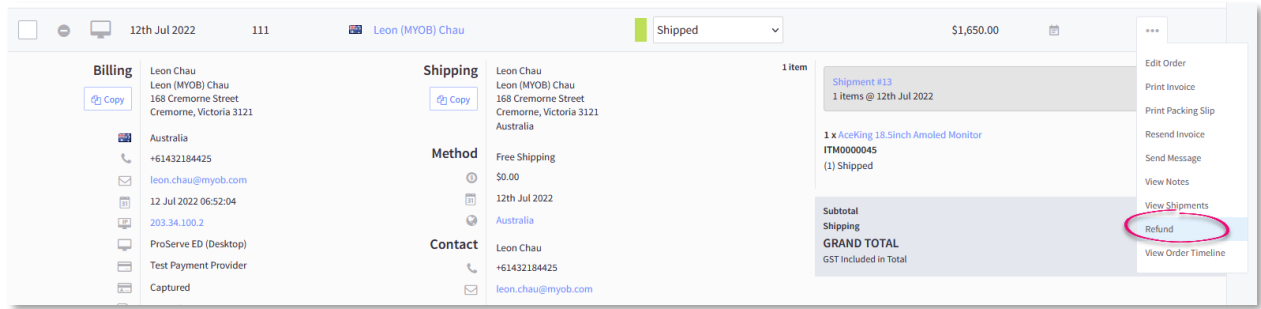 12th Jul 2022 111 Leon (MYOB) Chau Shipped $1,650.00
Billing
Copy
Leon Chau
Leon (MYOB) Chau
168 Cremorne Street
Cremorne, Victoria 3121
Australia
+61432184425
leon.chau@myob.com
12 Jul 2022 06:52:04
203.34.100.2
ProServe ED (Desktop)
Test Payment Provider
Captured
Shipping
Copy
Leon Chau
Leon (MYOB) Chau
168 Cremorne Street
Cremorne, Victoria 3121
Australia
Method
Free Shipping
$0.00
12th Jul 2022
Australia
Contact
Leon Chau
+61432184425
leon.chau@myob.com
1 item
Shipment #13
1 items @ 12th Jul 2022
1 x AceKing 18.5inch Amoled Monitor
ITM0000045
(1) Shipped
Subtotal
Shipping
GRAND TOTAL
GST Included in Total
Edit Order
Print Invoice
Print Packing Slip
Resend Invoice
Send Message
View Notes
View Shipments
Refund
View Order Timeline